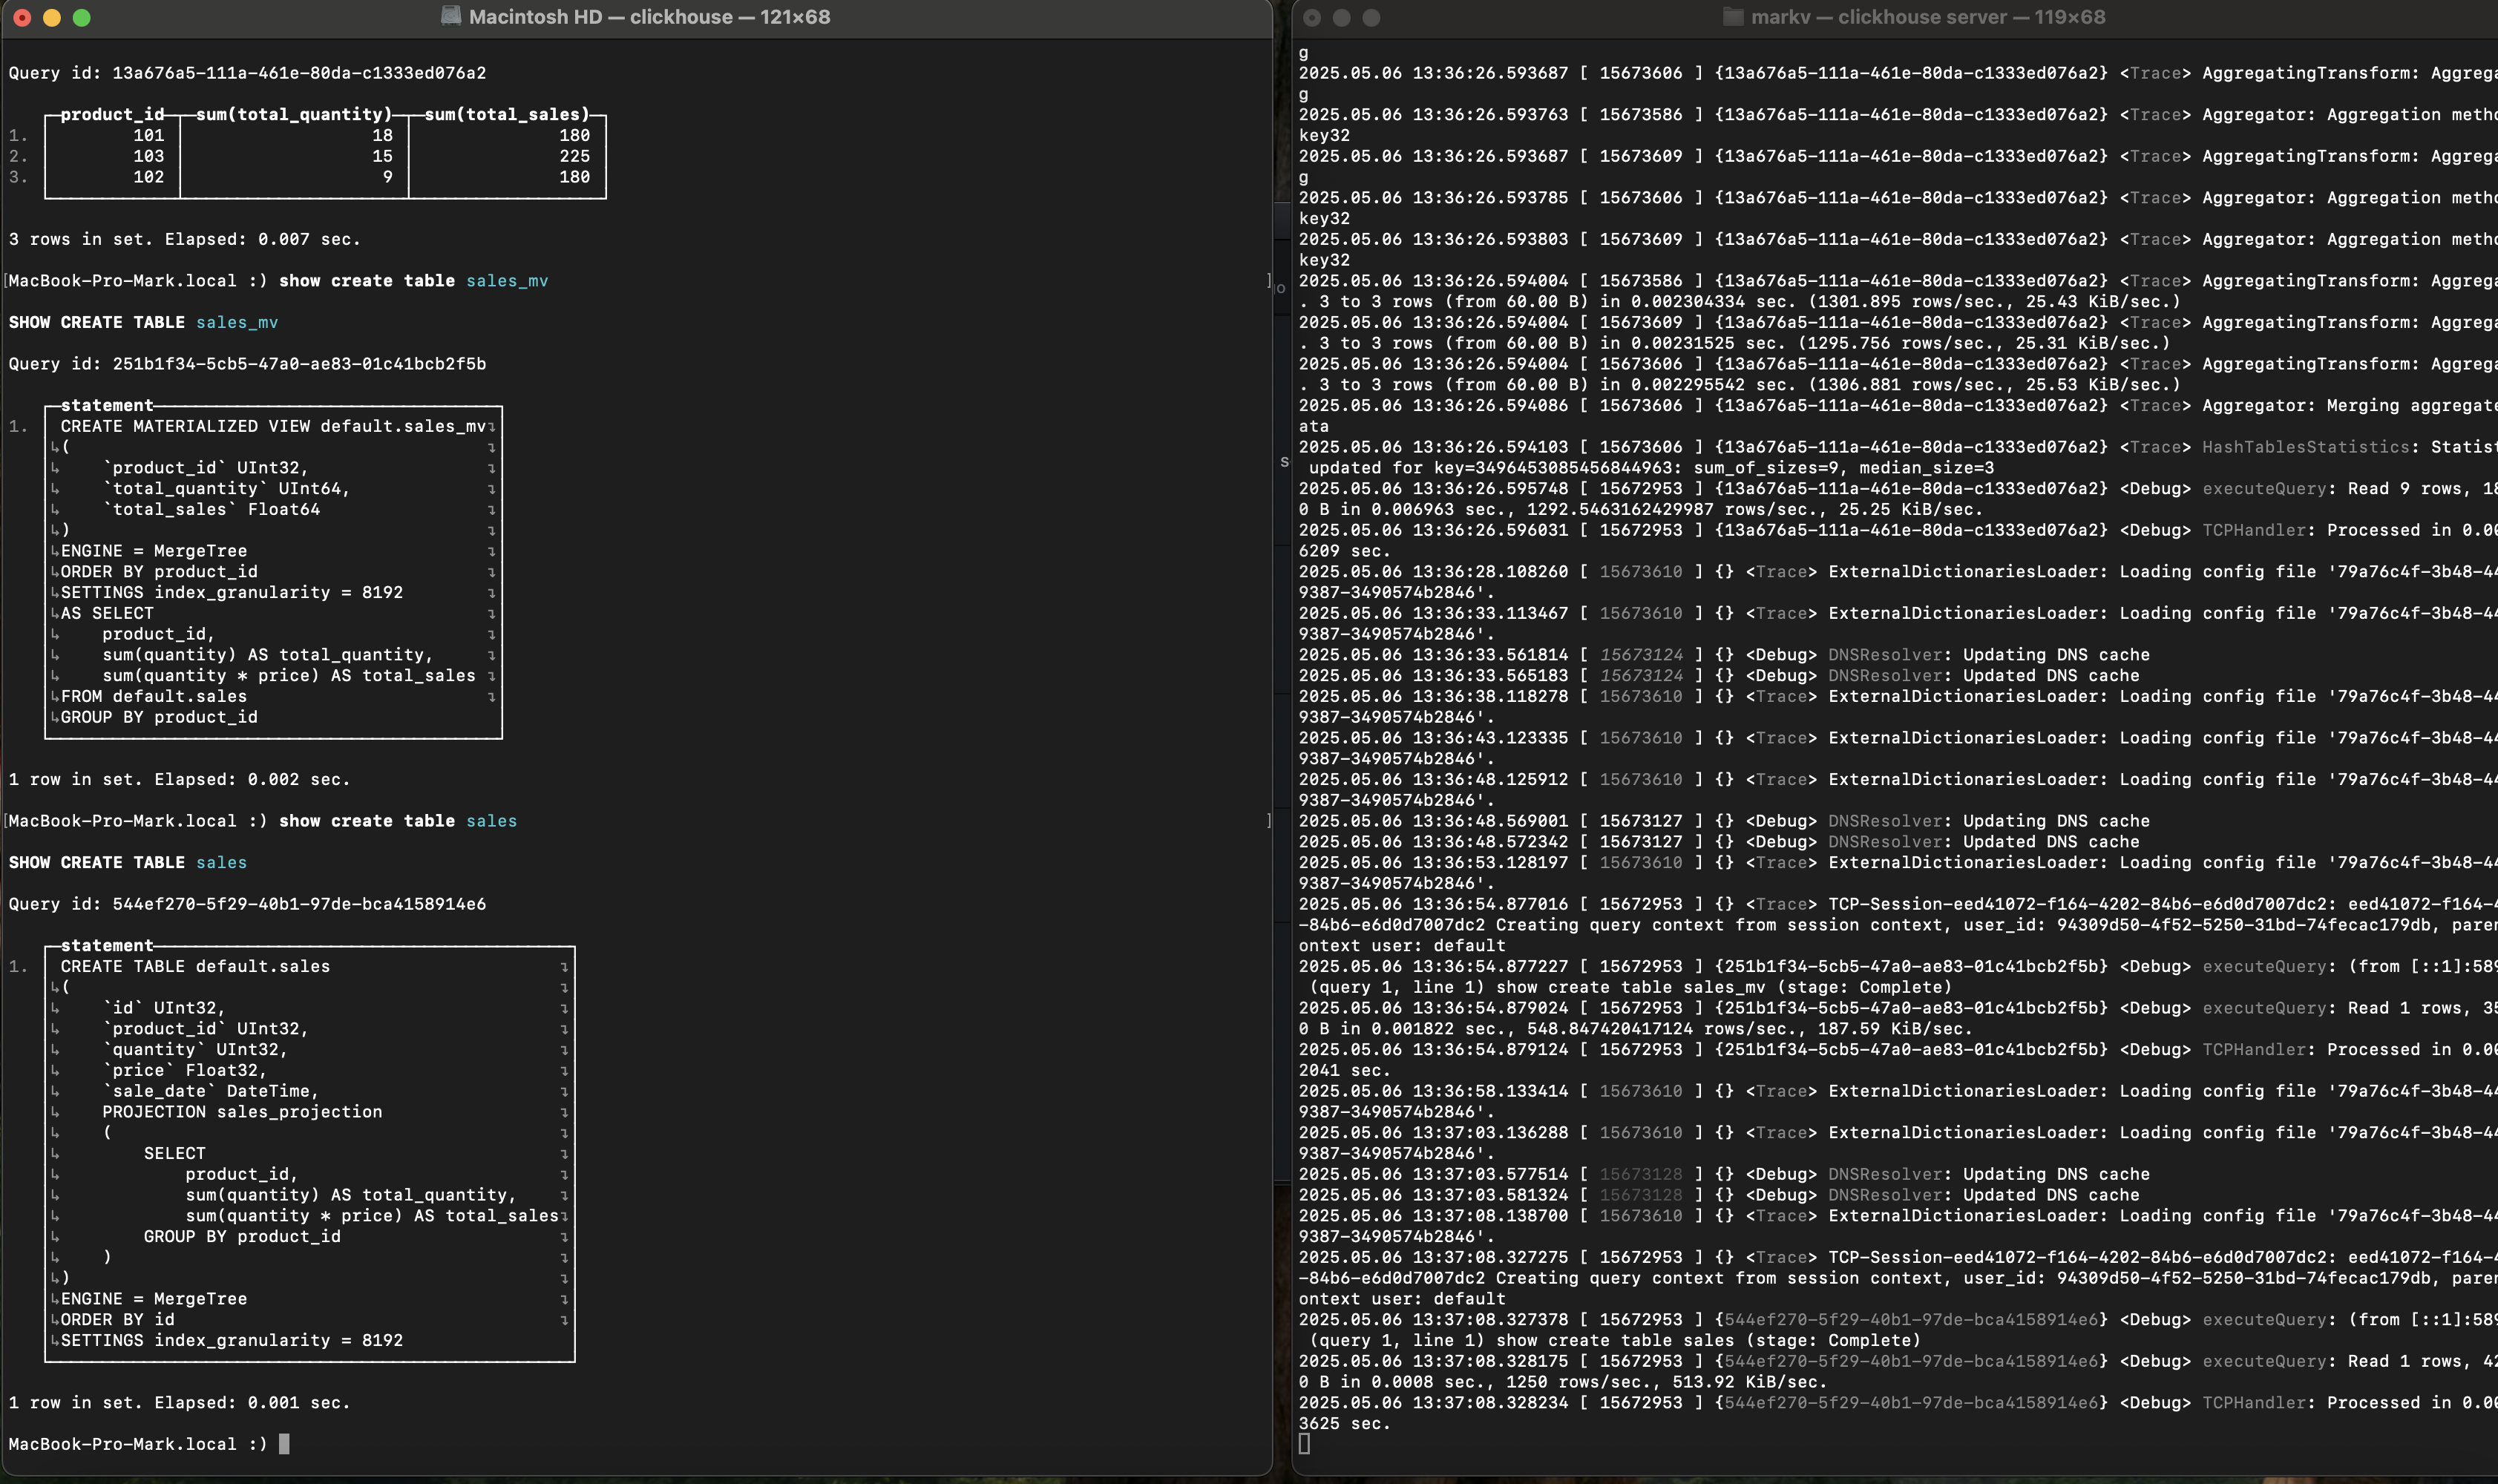 Macintosh HD — clickhouse — 121×68
Query id: 13a676a5-111a-461e-80da-c1333ed076a2
product_id sum(total_quantity) sum(total_sales)
1. 101 18 180
2. 103 15 225
3. 102 9 180
3 rows in set. Elapsed: 0.007 sec.
[MacBook-Pro-Mark.local :) show create table sales_mv ]
SHOW CREATE TABLE sales_mv
Query id: 251b1f34-5cb5-47a0-ae83-01c41bcb2f5b
statement
1. CREATE MATERIALIZED VIEW default.sales_mv↴
↳( ↴
↳    `product_id` UInt32, ↴
↳    `total_quantity` UInt64, ↴
↳    `total_sales` Float64 ↴
↳) ↴
↳ENGINE = MergeTree ↴
↳ORDER BY product_id ↴
↳SETTINGS index_granularity = 8192 ↴
↳AS SELECT ↴
↳    product_id, ↴
↳    sum(quantity) AS total_quantity, ↴
↳    sum(quantity * price) AS total_sales ↴
↳FROM default.sales ↴
↳GROUP BY product_id
1 row in set. Elapsed: 0.002 sec.
[MacBook-Pro-Mark.local :) show create table sales ]
SHOW CREATE TABLE sales
Query id: 544ef270-5f29-40b1-97de-bca4158914e6
statement
1. CREATE TABLE default.sales ↴
↳( ↴
↳    `id` UInt32, ↴
↳    `product_id` UInt32, ↴
↳    `quantity` UInt32, ↴
↳    `price` Float32, ↴
↳    `sale_date` DateTime, ↴
↳    PROJECTION sales_projection ↴
↳    ( ↴
↳        SELECT ↴
↳            product_id, ↴
↳            sum(quantity) AS total_quantity, ↴
↳            sum(quantity * price) AS total_sales↴
↳        GROUP BY product_id ↴
↳    ) ↴
↳) ↴
↳ENGINE = MergeTree ↴
↳ORDER BY id ↴
↳SETTINGS index_granularity = 8192
1 row in set. Elapsed: 0.001 sec.
MacBook-Pro-Mark.local :)
markv — clickhouse server — 119×68
g
2025.05.06 13:36:26.593687 [ 15673606 ] {13a676a5-111a-461e-80da-c1333ed076a2} <Trace> AggregatingTransform: Aggrega
g
2025.05.06 13:36:26.593763 [ 15673586 ] {13a676a5-111a-461e-80da-c1333ed076a2} <Trace> Aggregator: Aggregation metho
key32
2025.05.06 13:36:26.593687 [ 15673609 ] {13a676a5-111a-461e-80da-c1333ed076a2} <Trace> AggregatingTransform: Aggrega
g
2025.05.06 13:36:26.593785 [ 15673606 ] {13a676a5-111a-461e-80da-c1333ed076a2} <Trace> Aggregator: Aggregation metho
key32
2025.05.06 13:36:26.593803 [ 15673609 ] {13a676a5-111a-461e-80da-c1333ed076a2} <Trace> Aggregator: Aggregation metho
key32
2025.05.06 13:36:26.594004 [ 15673586 ] {13a676a5-111a-461e-80da-c1333ed076a2} <Trace> AggregatingTransform: Aggrega
. 3 to 3 rows (from 60.00 B) in 0.002304334 sec. (1301.895 rows/sec., 25.43 KiB/sec.)
2025.05.06 13:36:26.594004 [ 15673609 ] {13a676a5-111a-461e-80da-c1333ed076a2} <Trace> AggregatingTransform: Aggrega
. 3 to 3 rows (from 60.00 B) in 0.00231525 sec. (1295.756 rows/sec., 25.31 KiB/sec.)
2025.05.06 13:36:26.594004 [ 15673606 ] {13a676a5-111a-461e-80da-c1333ed076a2} <Trace> AggregatingTransform: Aggrega
. 3 to 3 rows (from 60.00 B) in 0.002295542 sec. (1306.881 rows/sec., 25.53 KiB/sec.)
2025.05.06 13:36:26.594086 [ 15673606 ] {13a676a5-111a-461e-80da-c1333ed076a2} <Trace> Aggregator: Merging aggregate
ata
2025.05.06 13:36:26.594103 [ 15673606 ] {13a676a5-111a-461e-80da-c1333ed076a2} <Trace> HashTablesStatistics: Statist
 updated for key=3496453085456844963: sum_of_sizes=9, median_size=3
2025.05.06 13:36:26.595748 [ 15672953 ] {13a676a5-111a-461e-80da-c1333ed076a2} <Debug> executeQuery: Read 9 rows, 18
0 B in 0.006963 sec., 1292.5463162429987 rows/sec., 25.25 KiB/sec.
2025.05.06 13:36:26.596031 [ 15672953 ] {13a676a5-111a-461e-80da-c1333ed076a2} <Debug> TCPHandler: Processed in 0.00
6209 sec.
2025.05.06 13:36:28.108260 [ 15673610 ] {} <Trace> ExternalDictionariesLoader: Loading config file '79a76c4f-3b48-44
9387-3490574b2846'.
2025.05.06 13:36:33.113467 [ 15673610 ] {} <Trace> ExternalDictionariesLoader: Loading config file '79a76c4f-3b48-44
9387-3490574b2846'.
2025.05.06 13:36:33.561814 [ 15673124 ] {} <Debug> DNSResolver: Updating DNS cache
2025.05.06 13:36:33.565183 [ 15673124 ] {} <Debug> DNSResolver: Updated DNS cache
2025.05.06 13:36:38.118278 [ 15673610 ] {} <Trace> ExternalDictionariesLoader: Loading config file '79a76c4f-3b48-44
9387-3490574b2846'.
2025.05.06 13:36:43.123335 [ 15673610 ] {} <Trace> ExternalDictionariesLoader: Loading config file '79a76c4f-3b48-44
9387-3490574b2846'.
2025.05.06 13:36:48.125912 [ 15673610 ] {} <Trace> ExternalDictionariesLoader: Loading config file '79a76c4f-3b48-44
9387-3490574b2846'.
2025.05.06 13:36:48.569001 [ 15673127 ] {} <Debug> DNSResolver: Updating DNS cache
2025.05.06 13:36:48.572342 [ 15673127 ] {} <Debug> DNSResolver: Updated DNS cache
2025.05.06 13:36:53.128197 [ 15673610 ] {} <Trace> ExternalDictionariesLoader: Loading config file '79a76c4f-3b48-44
9387-3490574b2846'.
2025.05.06 13:36:54.877016 [ 15672953 ] {} <Trace> TCP-Session-eed41072-f164-4202-84b6-e6d0d7007dc2: eed41072-f164-4
-84b6-e6d0d7007dc2 Creating query context from session context, user_id: 94309d50-4f52-5250-31bd-74fecac179db, paren
ontext user: default
2025.05.06 13:36:54.877227 [ 15672953 ] {251b1f34-5cb5-47a0-ae83-01c41bcb2f5b} <Debug> executeQuery: (from [::1]:589
 (query 1, line 1) show create table sales_mv (stage: Complete)
2025.05.06 13:36:54.879024 [ 15672953 ] {251b1f34-5cb5-47a0-ae83-01c41bcb2f5b} <Debug> executeQuery: Read 1 rows, 35
0 B in 0.001822 sec., 548.847420417124 rows/sec., 187.59 KiB/sec.
2025.05.06 13:36:54.879124 [ 15672953 ] {251b1f34-5cb5-47a0-ae83-01c41bcb2f5b} <Debug> TCPHandler: Processed in 0.00
2041 sec.
2025.05.06 13:36:58.133414 [ 15673610 ] {} <Trace> ExternalDictionariesLoader: Loading config file '79a76c4f-3b48-44
9387-3490574b2846'.
2025.05.06 13:37:03.136288 [ 15673610 ] {} <Trace> ExternalDictionariesLoader: Loading config file '79a76c4f-3b48-44
9387-3490574b2846'.
2025.05.06 13:37:03.577514 [ 15673128 ] {} <Debug> DNSResolver: Updating DNS cache
2025.05.06 13:37:03.581324 [ 15673128 ] {} <Debug> DNSResolver: Updated DNS cache
2025.05.06 13:37:08.138700 [ 15673610 ] {} <Trace> ExternalDictionariesLoader: Loading config file '79a76c4f-3b48-44
9387-3490574b2846'.
2025.05.06 13:37:08.327275 [ 15672953 ] {} <Trace> TCP-Session-eed41072-f164-4202-84b6-e6d0d7007dc2: eed41072-f164-4
-84b6-e6d0d7007dc2 Creating query context from session context, user_id: 94309d50-4f52-5250-31bd-74fecac179db, paren
ontext user: default
2025.05.06 13:37:08.327378 [ 15672953 ] {544ef270-5f29-40b1-97de-bca4158914e6} <Debug> executeQuery: (from [::1]:589
 (query 1, line 1) show create table sales (stage: Complete)
2025.05.06 13:37:08.328175 [ 15672953 ] {544ef270-5f29-40b1-97de-bca4158914e6} <Debug> executeQuery: Read 1 rows, 42
0 B in 0.0008 sec., 1250 rows/sec., 513.92 KiB/sec.
2025.05.06 13:37:08.328234 [ 15672953 ] {544ef270-5f29-40b1-97de-bca4158914e6} <Debug> TCPHandler: Processed in 0.00
3625 sec.